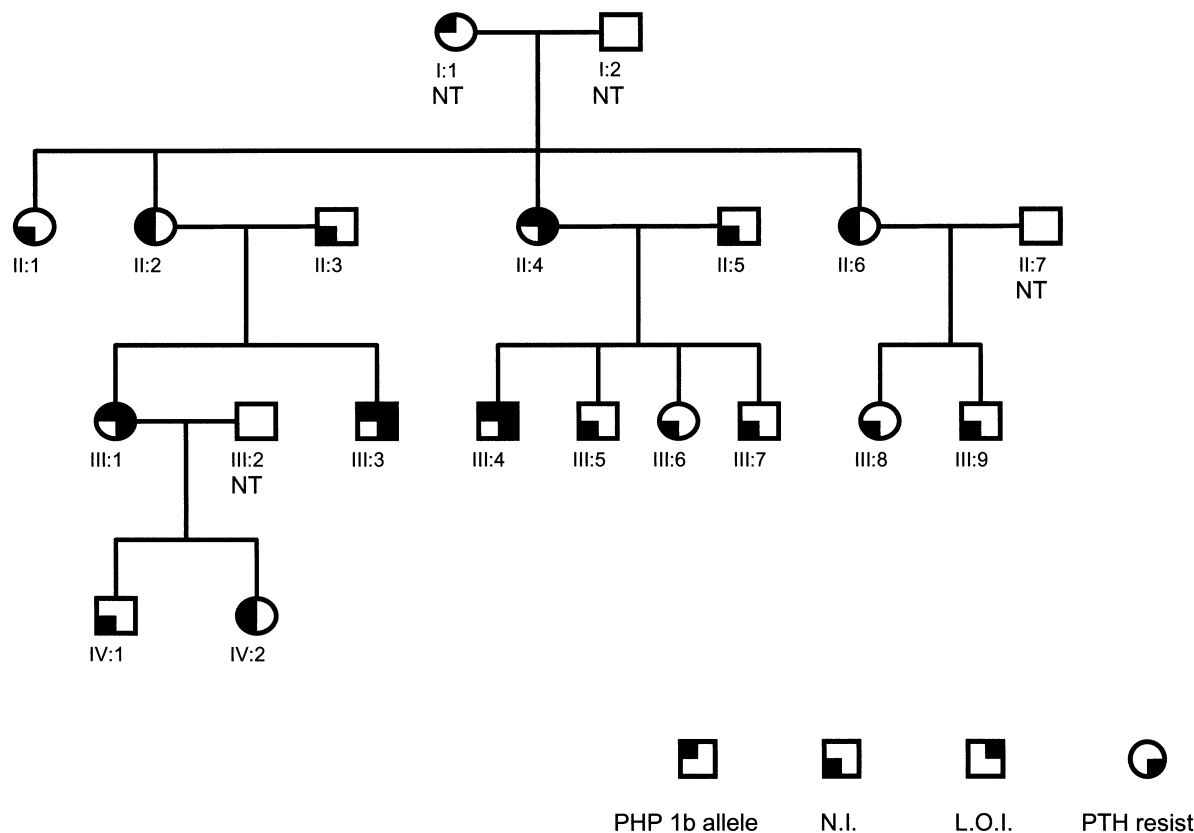 I:1
I:2
NT
NT
II:1
II:2
II:3
II:4
II:5
II:6
II:7
NT
III:1
III:2
III:3
III:4
III:5
III:6
III:7
III:8
III:9
NT
IV:1
IV:2
PHP 1b allele
N.I.
L.O.I.
PTH resist